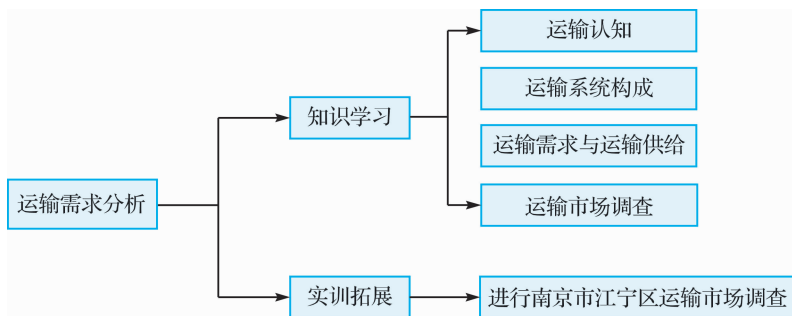 运输认知
运输系统构成
知识学习
运输需求与运输供给
运输需求分析
运输市场调查
实训拓展
进行南京市江宁区运输市场调查